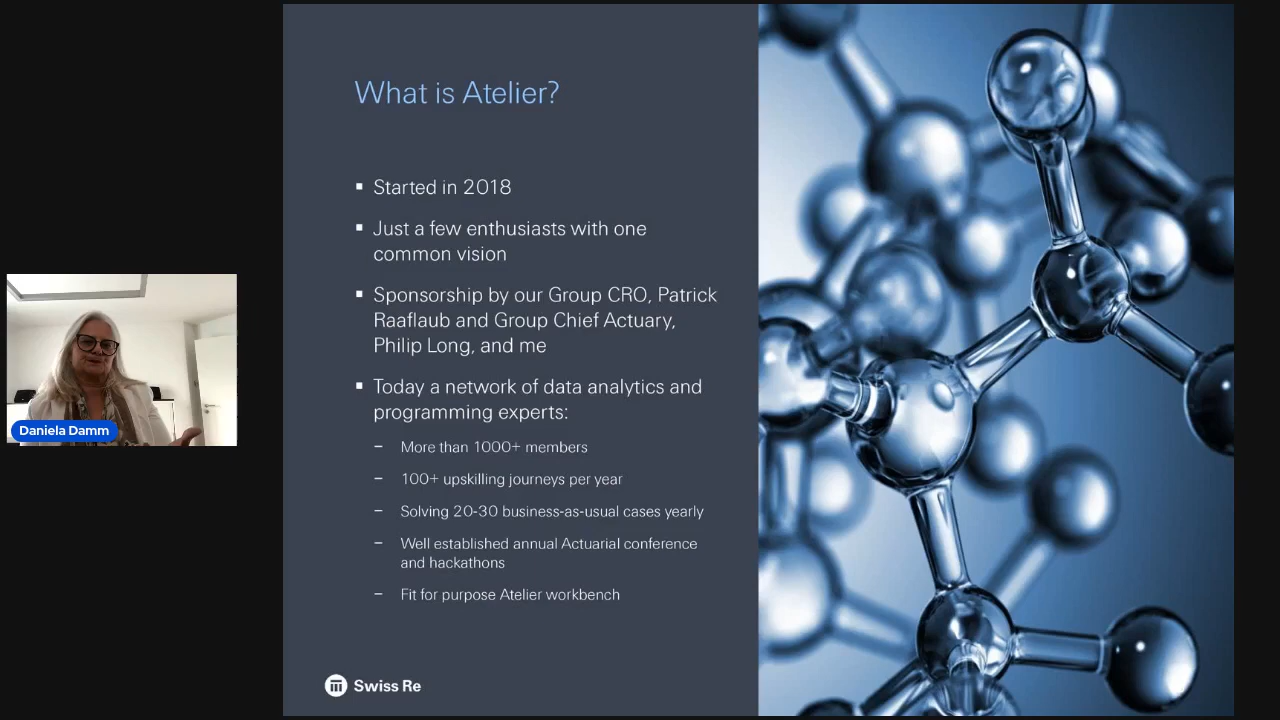 What is Atelier?
▪ Started in 2018
▪ Just a few enthusiasts with one
common vision
▪ Sponsorship by our Group CRO, Patrick
Raaflaub and Group Chief Actuary,
Philip Long, and me
▪ Today a network of data analytics and
programming experts:
– More than 1000+ members
– 100+ upskilling journeys per year
– Solving 20-30 business-as-usual cases yearly
– Well established annual Actuarial conference
and hackathons
– Fit for purpose Atelier workbench
Swiss Re
Daniela Damm